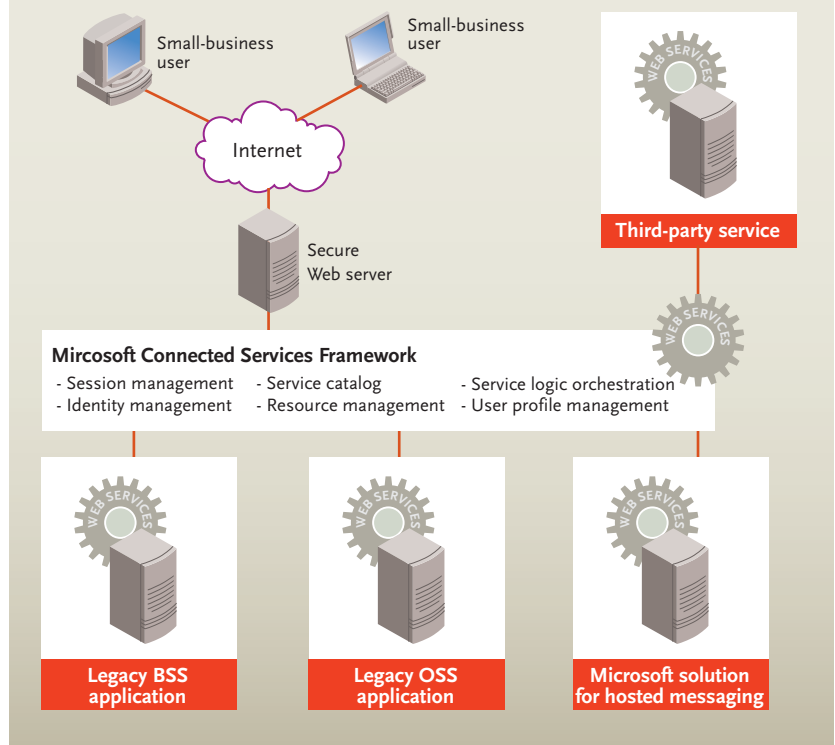 Small-business
user
Small-business
user
WEB SERVICES
Internet
Third-party service
Secure
Web server
WEB SERVICES
Mircosoft Connected Services Framework
- Session management
- Identity management
- Service catalog
- Resource management
- Service logic orchestration
- User profile management
WEB SERVICES
WEB SERVICES
WEB SERVICES
Legacy BSS
application
Legacy OSS
application
Microsoft solution
for hosted messaging